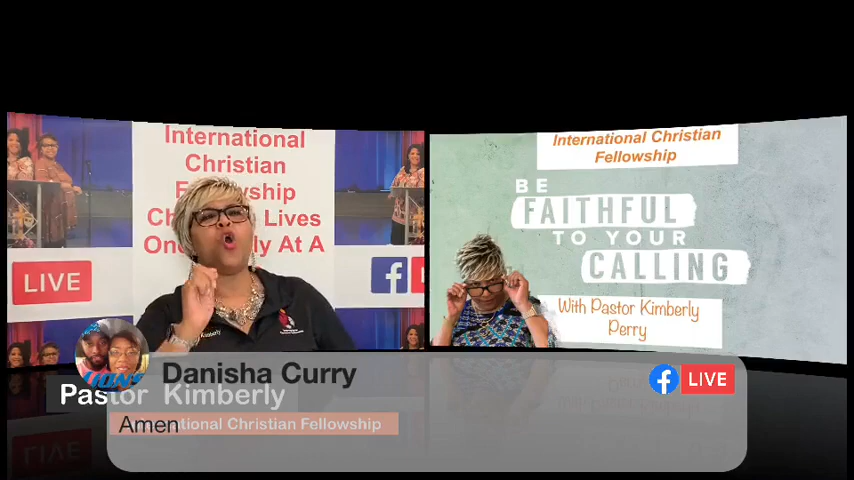 International
Christian
Fellowship
Lives
At A
LIVE
International Christian
Fellowship
BE
FAITHFUL
TO YOUR
CALLING
With Pastor Kimberly
Perry
Danisha Curry
LIVE
Pastor Kimberly
Amen
International Christian Fellowship